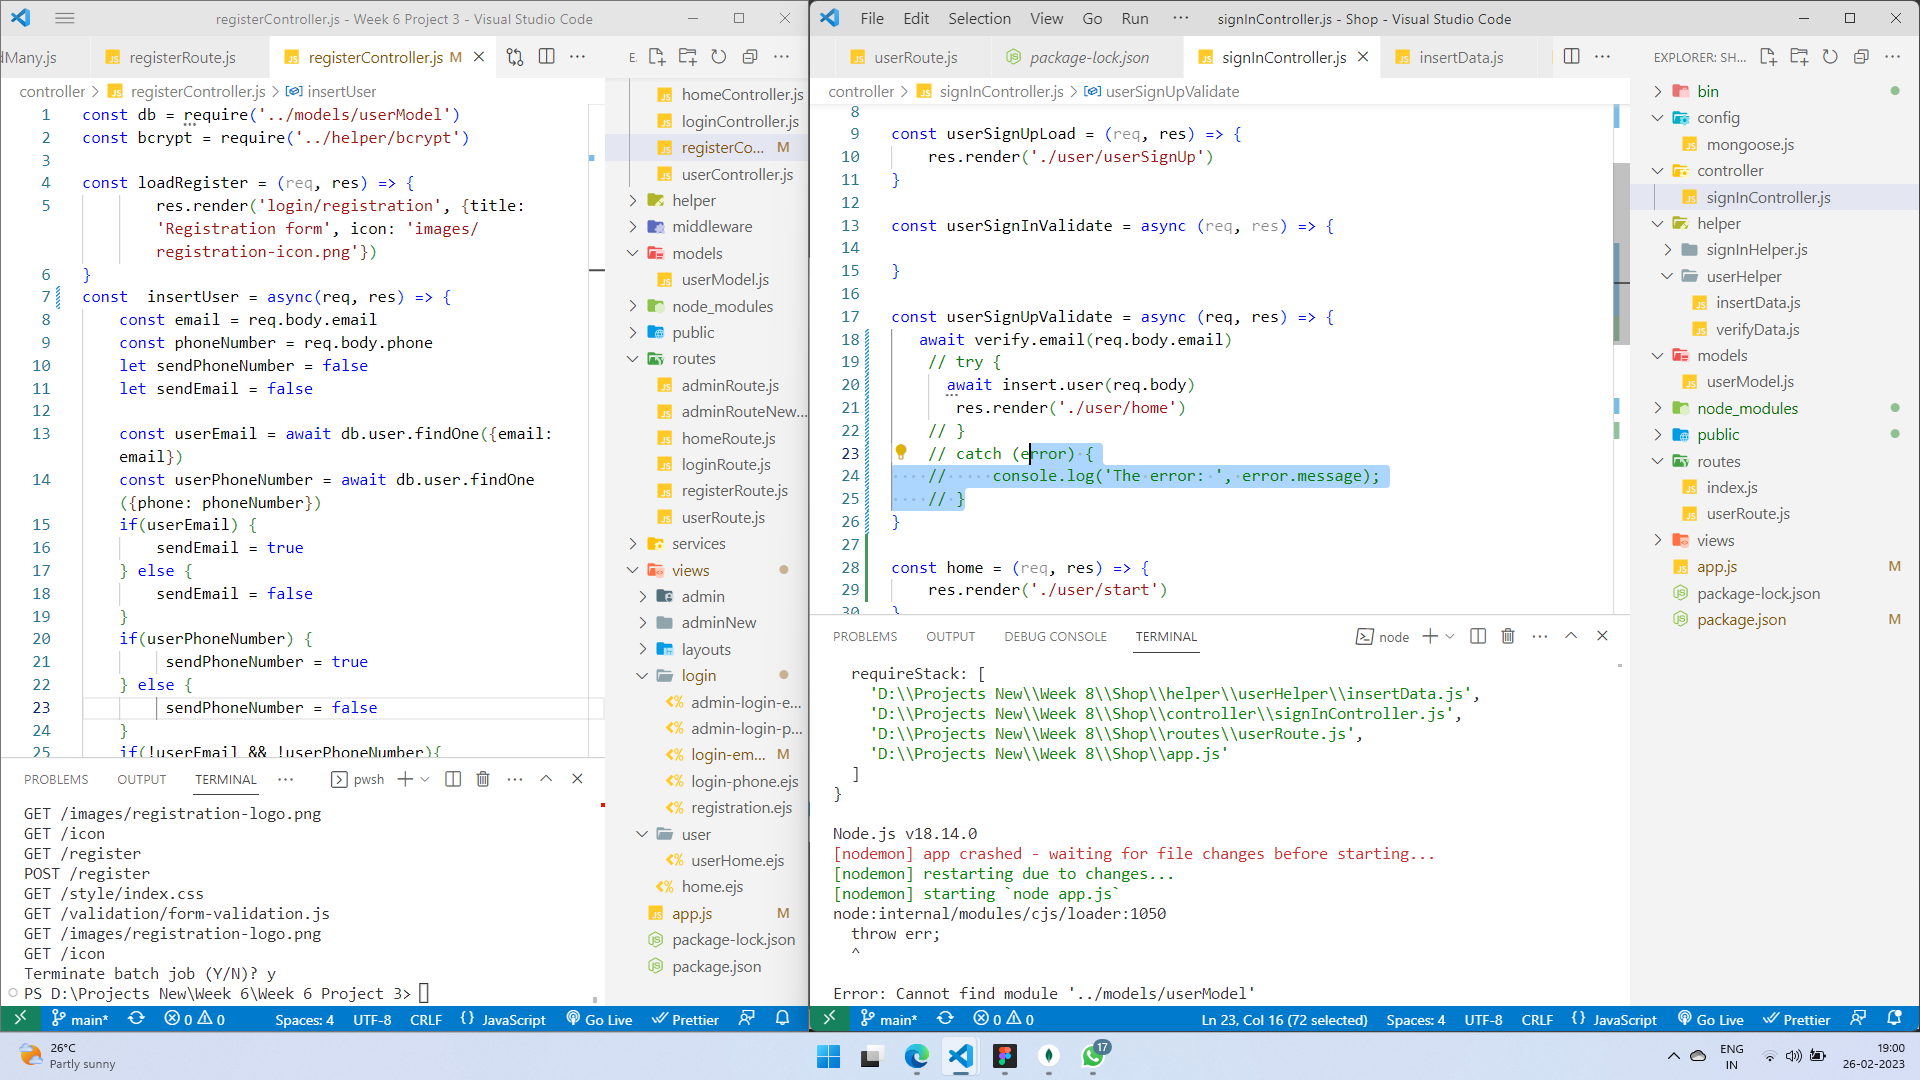 registerController.js - Week 6 Project 3 - Visual Studio Code
dMany.js
registerRoute.js
registerController.js M
controller > registerController.js > insertUser
1 const db = require('../models/userModel')
2 const bcrypt = require('../helper/bcrypt')
3
4 const loadRegister = (req, res) => {
5 res.render('login/registration', {title:
'Registration form', icon: 'images/
registration-icon.png'})
6 }
7 const  insertUser = async(req, res) => {
8 const email = req.body.email
9 const phoneNumber = req.body.phone
10 let sendPhoneNumber = false
11 let sendEmail = false
12
13 const userEmail = await db.user.findOne({email:
email})
14 const userPhoneNumber = await db.user.findOne
({phone: phoneNumber})
15 if(userEmail) {
16 sendEmail = true
17 } else {
18 sendEmail = false
19 }
20 if(userPhoneNumber) {
21 sendPhoneNumber = true
22 } else {
23 sendPhoneNumber = false
24 }
25 if(!userEmail && !userPhoneNumber){
PROBLEMS OUTPUT TERMINAL ··· pwsh
GET /images/registration-logo.png
GET /icon
GET /register
POST /register
GET /style/index.css
GET /validation/form-validation.js
GET /images/registration-logo.png
GET /icon
Terminate batch job (Y/N)? y
PS D:\Projects New\Week 6\Week 6 Project 3>
main* 0 0 Spaces: 4 UTF-8 CRLF {} JavaScript Go Live Prettier
E.
homeController.js
loginController.js
registerCo... M
userController.js
helper
middleware
models
userModel.js
node_modules
public
routes
adminRoute.js
adminRouteNew...
homeRoute.js
loginRoute.js
registerRoute.js
userRoute.js
services
views
admin
adminNew
layouts
login
admin-login-e...
admin-login-p...
login-em... M
login-phone.ejs
registration.ejs
user
userHome.ejs
home.ejs
app.js M
package-lock.json
package.json
File Edit Selection View Go Run ··· signInController.js - Shop - Visual Studio Code
userRoute.js
package-lock.json
signInController.js
insertData.js
controller > signInController.js > userSignUpValidate
8
9 const userSignUpLoad = (req, res) => {
10 res.render('./user/userSignUp')
11 }
12
13 const userSignInValidate = async (req, res) => {
14
15 }
16
17 const userSignUpValidate = async (req, res) => {
18 await verify.email(req.body.email)
19 // try {
20 await insert.user(req.body)
21 res.render('./user/home')
22 // }
23 // catch (error) {
24 //     console.log('The error: ', error.message);
25 // }
26 }
27
28 const home = (req, res) => {
29 res.render('./user/start')
30 }
PROBLEMS OUTPUT DEBUG CONSOLE TERMINAL node
requireStack: [
'D:\\Projects New\\Week 8\\Shop\\helper\\userHelper\\insertData.js',
'D:\\Projects New\\Week 8\\Shop\\controller\\signInController.js',
'D:\\Projects New\\Week 8\\Shop\\routes\\userRoute.js',
'D:\\Projects New\\Week 8\\Shop\\app.js'
]
}
Node.js v18.14.0
[nodemon] app crashed - waiting for file changes before starting...
[nodemon] restarting due to changes...
[nodemon] starting `node app.js`
node:internal/modules/cjs/loader:1050
throw err;
^
Error: Cannot find module '../models/userModel'
main* 0 0 Ln 23, Col 16 (72 selected) Spaces: 4 UTF-8 CRLF {} JavaScript Go Live Prettier
EXPLORER: SH...
bin
config
mongoose.js
controller
signInController.js
helper
signInHelper.js
userHelper
insertData.js
verifyData.js
models
userModel.js
node_modules
public
routes
index.js
userRoute.js
views
app.js M
package-lock.json
package.json M
26°C
Partly sunny
17
ENG
IN
19:00
26-02-2023